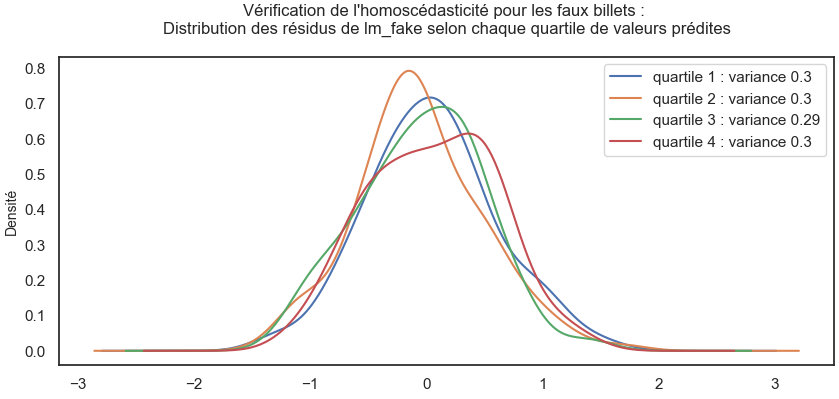 Vérification de l'homoscédasticité pour les faux billets :
Distribution des résidus de lm_fake selon chaque quartile de valeurs prédites
quartile 1 : variance 0.3
quartile 2 : variance 0.3
quartile 3 : variance 0.29
quartile 4 : variance 0.3
Densité
0.8
0.7
0.6
0.5
0.4
0.3
0.2
0.1
0.0
−3 −2 −1 0 1 2 3